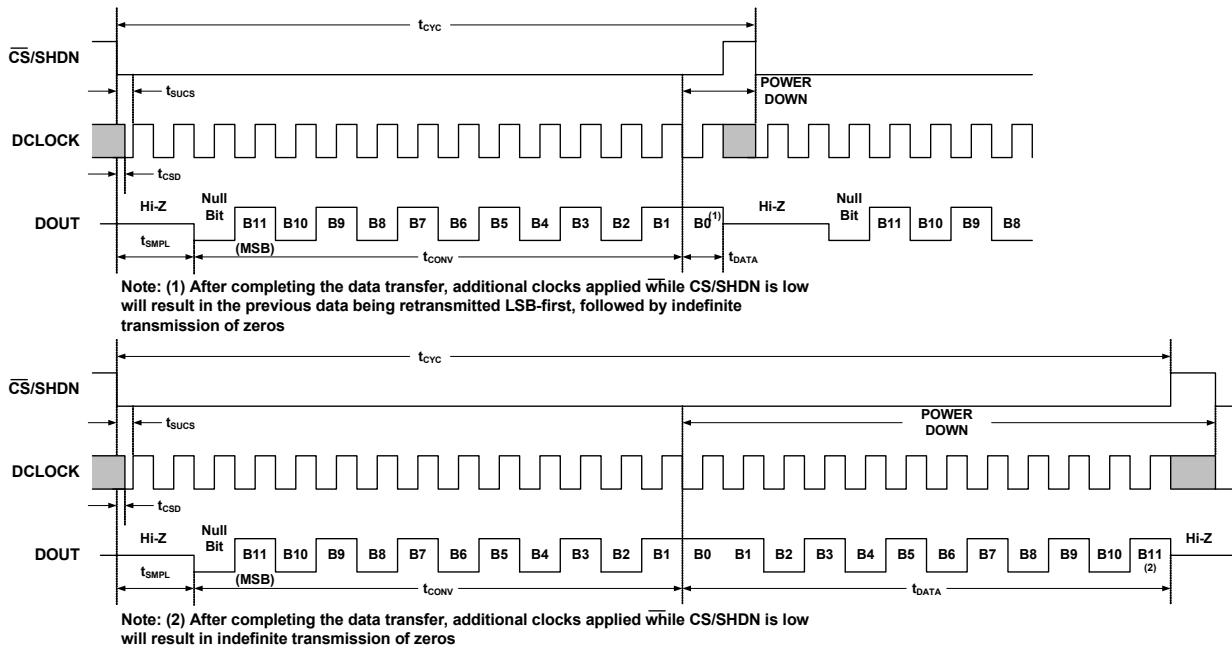 tCYC
CS/SHDN
POWER
DOWN
tSUCS
DCLOCK
tCSD
Hi-Z
Null
Bit
DOUT
B11 B10 B9 B8 B7 B6 B5 B4 B3 B2 B1 B0(1)
Hi-Z
Null
Bit
B11 B10 B9 B8
tSMPL
(MSB)
tCONV
tDATA
Note: (1) After completing the data transfer, additional clocks applied while CS/SHDN is low
will result in the previous data being retransmitted LSB-first, followed by indefinite
transmission of zeros
tCYC
CS/SHDN
POWER
DOWN
tSUCS
DCLOCK
tCSD
Hi-Z
Null
Bit
Hi-Z
DOUT
B11 B10 B9 B8 B7 B6 B5 B4 B3 B2 B1 B0 B1 B2 B3 B4 B5 B6 B7 B8 B9 B10 B11
(2)
tSMPL
(MSB)
tCONV
tDATA
Note: (2) After completing the data transfer, additional clocks applied while CS/SHDN is low
will result in indefinite transmission of zeros